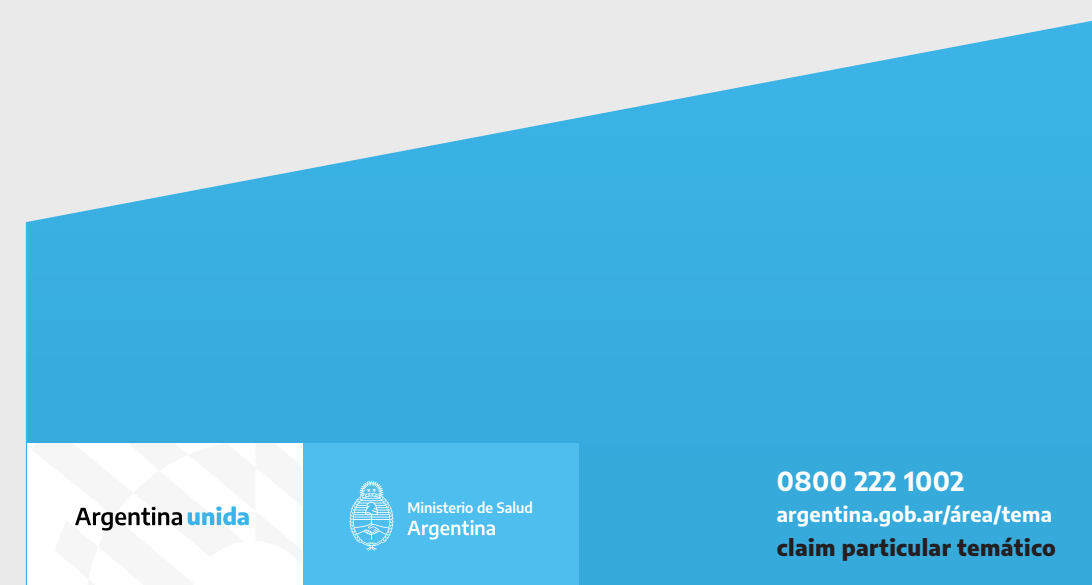 Argentina unida
Ministerio de Salud
Argentina
0800 222 1002
argentina.gob.ar/área/tema
claim particular temático